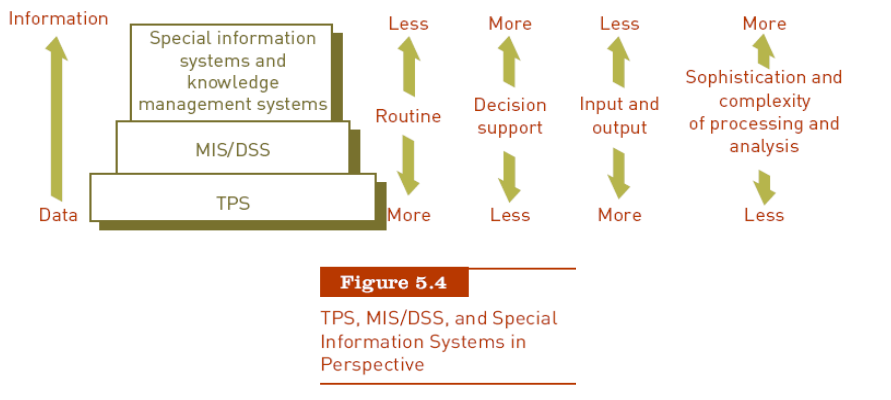 Information
Data
Special information
systems and
knowledge
management systems
MIS/DSS
TPS
Less
Routine
More
More
Decision
support
Less
Less
Input and
output
More
More
Sophistication and
complexity
of processing and
analysis
Less
Figure 5.4
TPS, MIS/DSS, and Special
Information Systems in
Perspective